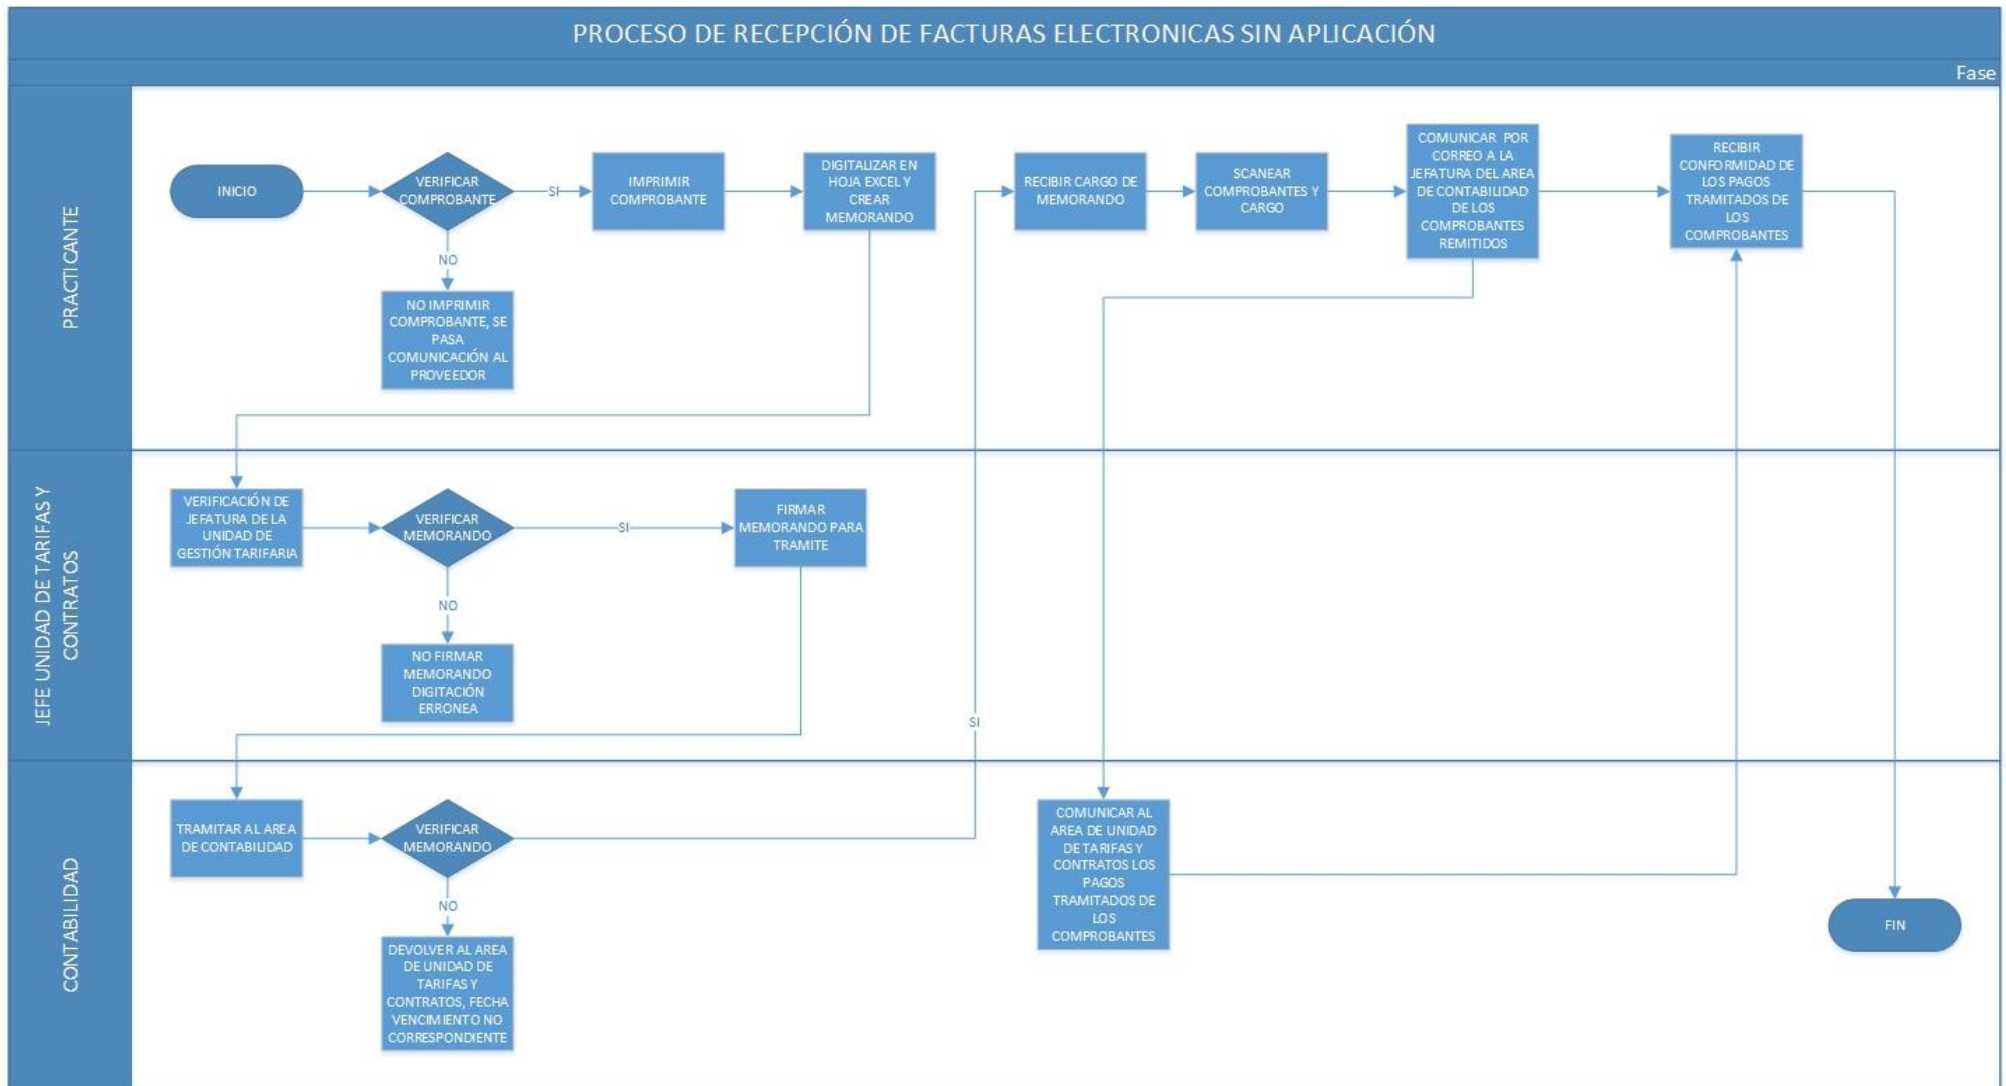 PROCESO DE RECEPCIÓN DE FACTURAS ELECTRONICAS SIN APLICACIÓN
Fase
PRACTICANTE
INICIO
VERIFICAR
COMPROBANTE
SI
IMPRIMIR
COMPROBANTE
DIGITALIZAR EN
HOJA EXCEL Y
CREAR
MEMORANDO
RECIBIR CARGO DE
MEMORANDO
SCANEAR
COMPROBANTES Y
CARGO
COMUNICAR POR
CORREO A LA
JEFATURA DEL AREA
DE CONTABILIDAD
DE LOS
COMPROBANTES
REMITIDOS
RECIBIR
CONFORMIDAD DE
LOS PAGOS
TRAMITADOS DE
LOS
COMPROBANTES
NO
NO IMPRIMIR
COMPROBANTE, SE
PASA
COMUNICACIÓN AL
PROVEEDOR
JEFE UNIDAD DE TARIFAS Y
CONTRATOS
VERIFICACIÓN DE
JEFATURA DE LA
UNIDAD DE
GESTIÓN TARIFARIA
VERIFICAR
MEMORANDO
SI
FIRMAR
MEMORANDO PARA
TRAMITE
NO
NO FIRMAR
MEMORANDO
DIGITACIÓN
ERRONEA
SI
CONTABILIDAD
TRAMITAR AL AREA
DE CONTABILIDAD
VERIFICAR
MEMORANDO
NO
DEVOLVER AL AREA
DE UNIDAD DE
TARIFAS Y
CONTRATOS, FECHA
VENCIMIENTO NO
CORRESPONDIENTE
COMUNICAR AL
AREA DE UNIDAD
DE TARIFAS Y
CONTRATOS LOS
PAGOS
TRAMITADOS DE
LOS
COMPROBANTES
FIN